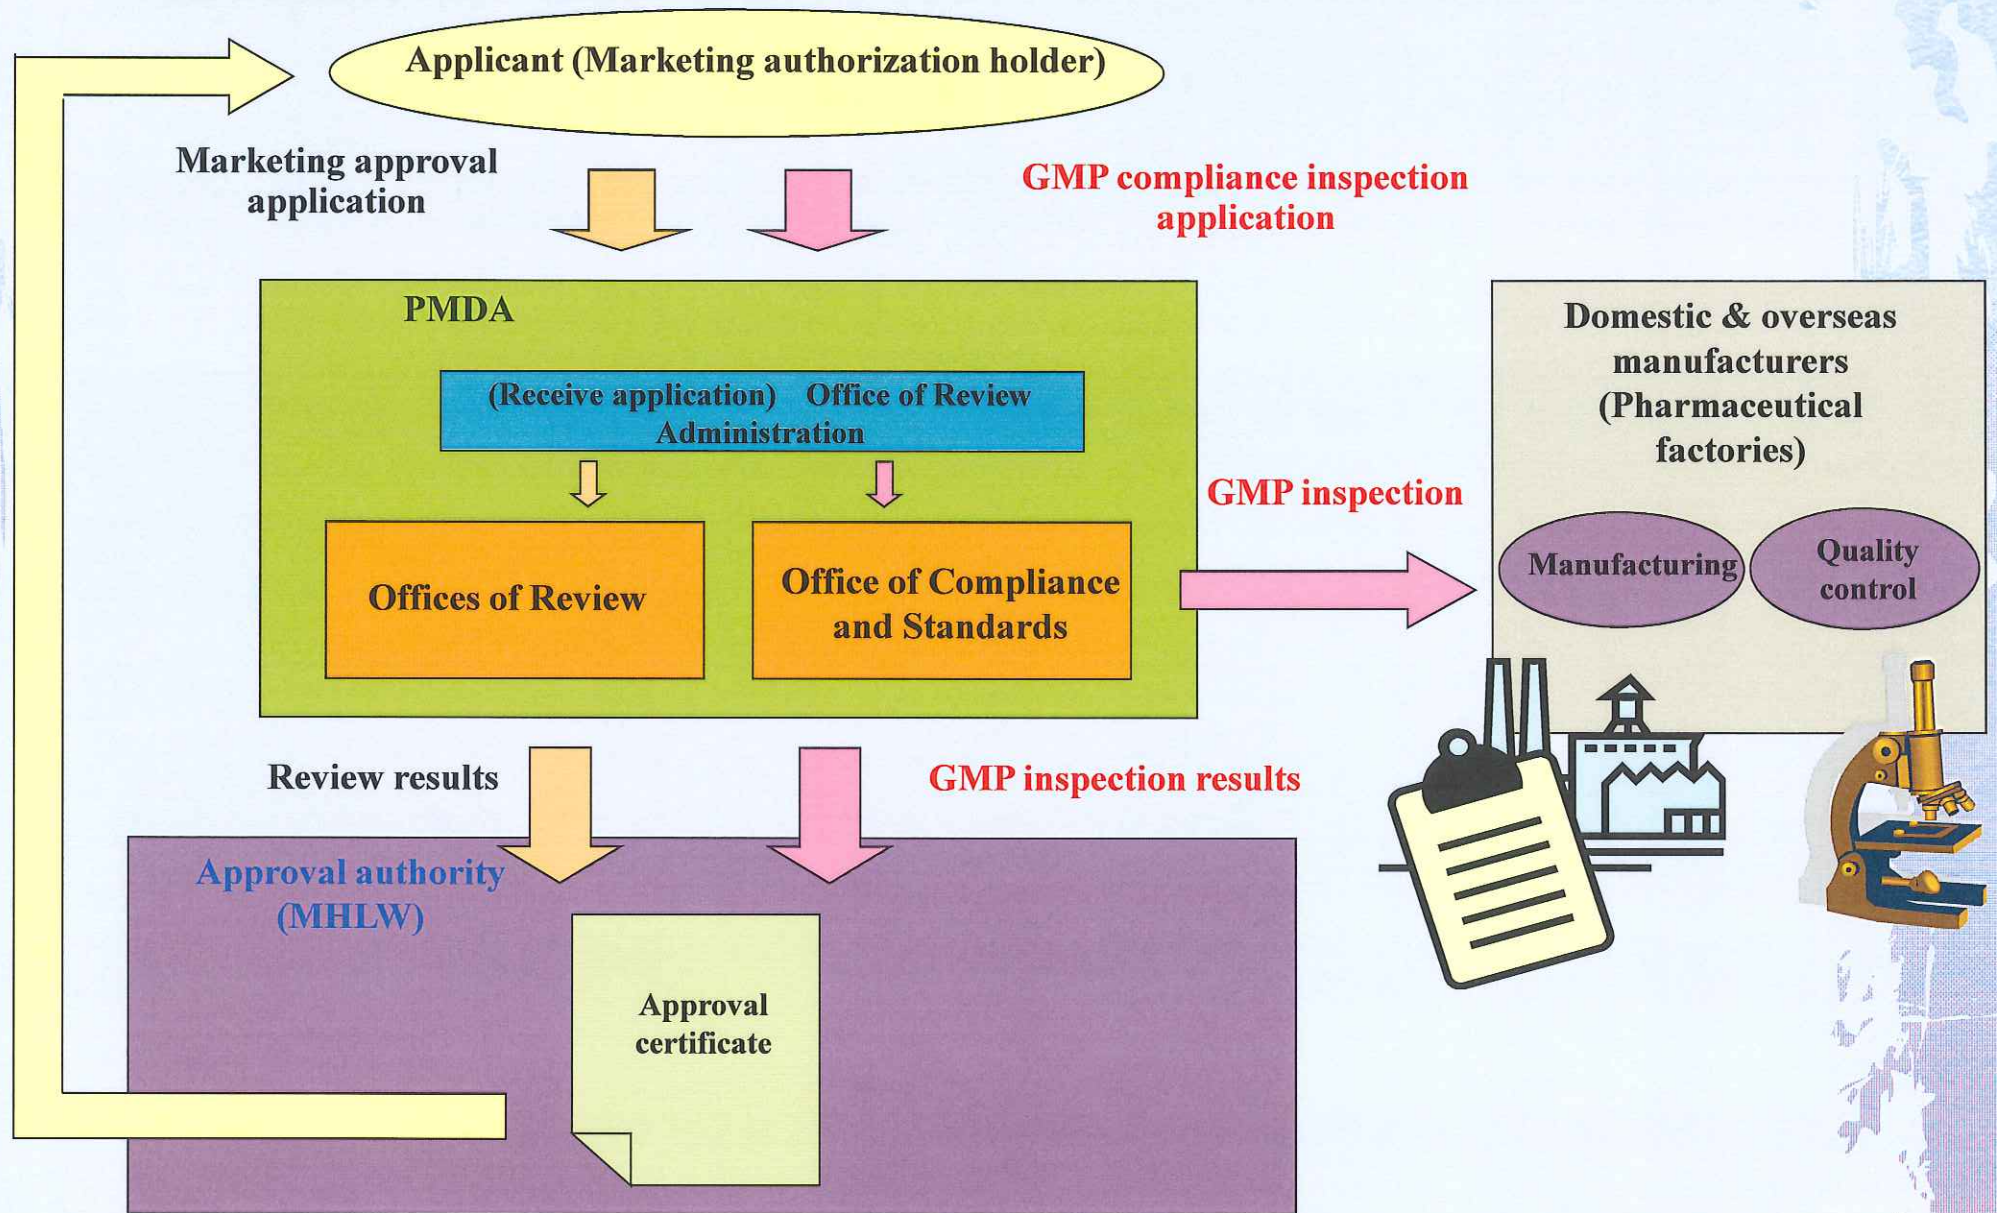 Applicant (Marketing authorization holder)
Marketing approval
application
GMP compliance inspection
application
PMDA
(Receive application) Office of Review
Administration
Offices of Review
Office of Compliance
and Standards
GMP inspection
Domestic & overseas
manufacturers
(Pharmaceutical
factories)
Manufacturing
Quality
control
Review results
GMP inspection results
Approval authority
(MHLW)
Approval
certificate